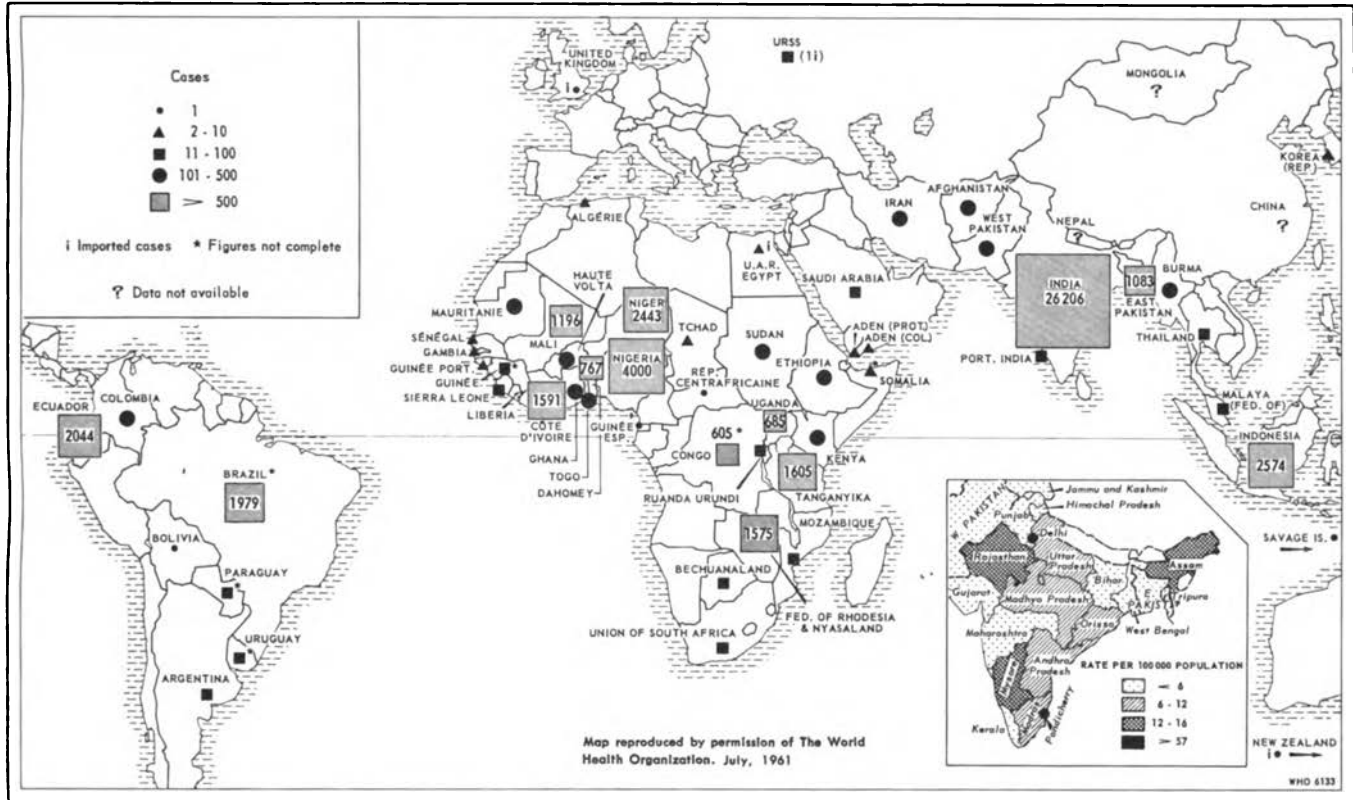 Cases
1
2 - 10
11 - 100
101 - 500
> 500
i Imported cases * Figures not complete
? Data not available
UNITED
KINGDOM
i
URSS
(1i)
MONGOLIA
?
KOREA
(REP.)
CHINA
?
ALGÉRIE
i
U.A.R.
EGYPT
IRAN
AFGHANISTAN
WEST
PAKISTAN
NEPAL
?
SAUDI ARABIA
INDIA
26 206
1083
EAST
PAKISTAN
BURMA
THAILAND
PORT. INDIA
MALAYA
(FED. OF)
INDONESIA
2574
HAUTE
VOLTA
MAURITANIE
1196
MALI
NIGER
2443
TCHAD
SÉNÉGAL
GAMBIA
GUINÉE PORT.
GUINÉE
*
SIERRA LEONE
LIBERIA
1591
CÔTE
D'IVOIRE
767
NIGERIA
4000
GHANA
TOGO
DAHOMEY
GUINÉE
ESP.
REP.
CENTRAFRICAINE
SUDAN
ETHIOPIA
ADEN (PROT.)
ADEN (COL.)
*
SOMALIA
UGANDA
685
605 *
CONGO
KENYA
1605
TANGANYIKA
RUANDA URUNDI
1575
MOZAMBIQUE
BECHUANALAND
FED. OF RHODESIA
& NYASALAND
UNION OF SOUTH AFRICA
ECUADOR
2044
COLOMBIA
BRAZIL *
1979
BOLIVIA
PARAGUAY
*
URUGUAY
*
ARGENTINA
SAVAGE IS.
NEW ZEALAND
i
Jammu and Kashmir
Himachal Pradesh
PAKISTAN
Punjab
Delhi
Rajasthan
Uttar
Pradesh
Assam
Bihar
Gujarat
Madhya Pradesh
E.
PAKIST
Tripura
Orissa
West Bengal
Maharashtra
Andhra
Pradesh
Mysore
Madras
Kerala
Pondicherry
RATE PER 100 000 POPULATION
< 6
6 - 12
12 - 16
> 57
Map reproduced by permission of The World
Health Organization. July, 1961
WHO 6133